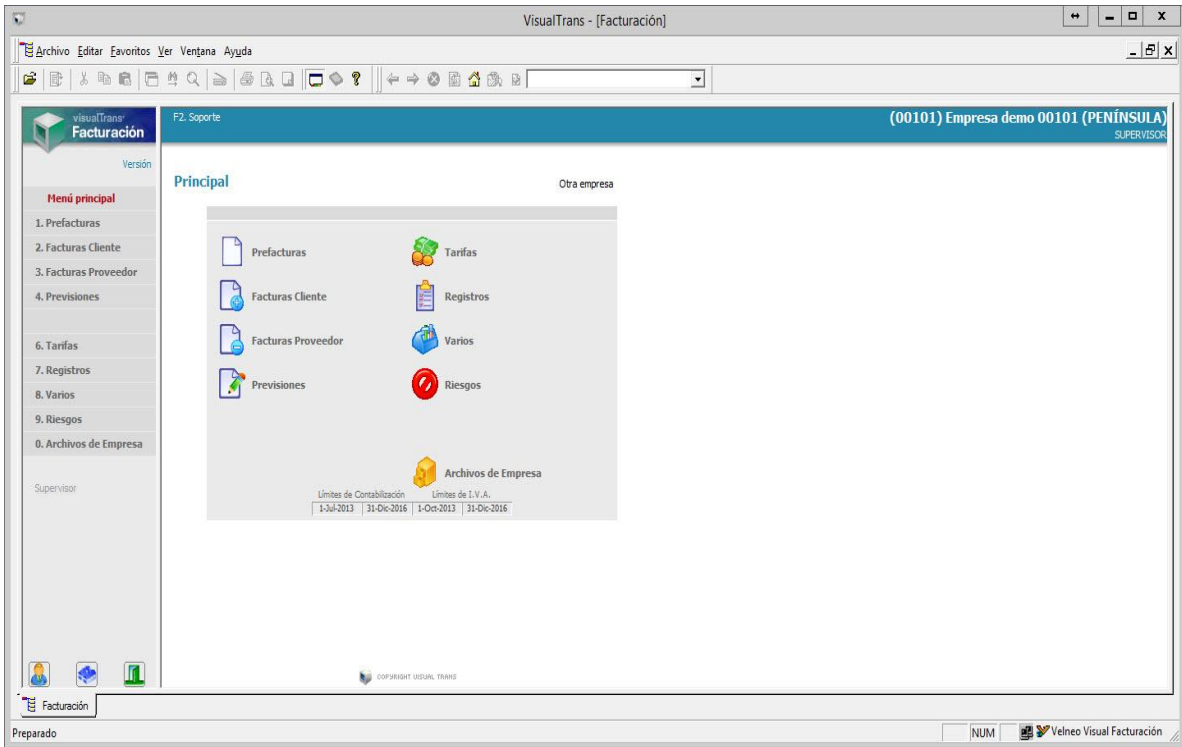 VisualTrans - [Facturación]
Archivo Editar Favoritos Ver Ventana Ayuda
visualTrans
Facturación
F2. Soporte
(00101) Empresa demo 00101 (PENÍNSULA)
SUPERVISOR
Versión
Principal
Otra empresa
Menú principal
1. Prefacturas
2. Facturas Cliente
3. Facturas Proveedor
4. Previsiones
6. Tarifas
7. Registros
8. Varios
9. Riesgos
0. Archivos de Empresa
Supervisor
Prefacturas
Tarifas
Facturas Cliente
Registros
Facturas Proveedor
Varios
Previsiones
Riesgos
Archivos de Empresa
Límites de Contabilización Límites de I.V.A.
1-Jul-2013 31-Dic-2016 1-Oct-2013 31-Dic-2016
COPYRIGHT VISUAL TRANS
Facturación
Preparado
NUM
Velneo Visual Facturación